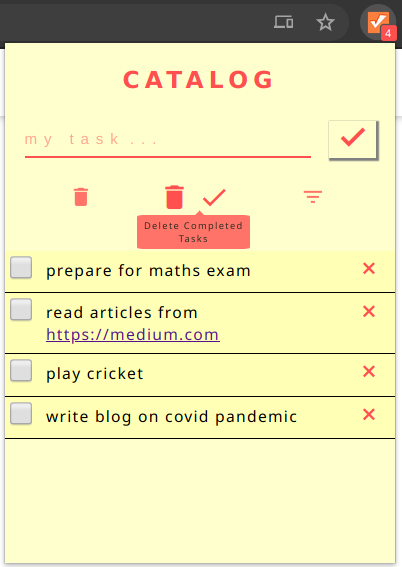 4
CATALOG
my task...
Delete Completed
Tasks
prepare for maths exam
read articles from
https://medium.com
play cricket
write blog on covid pandemic